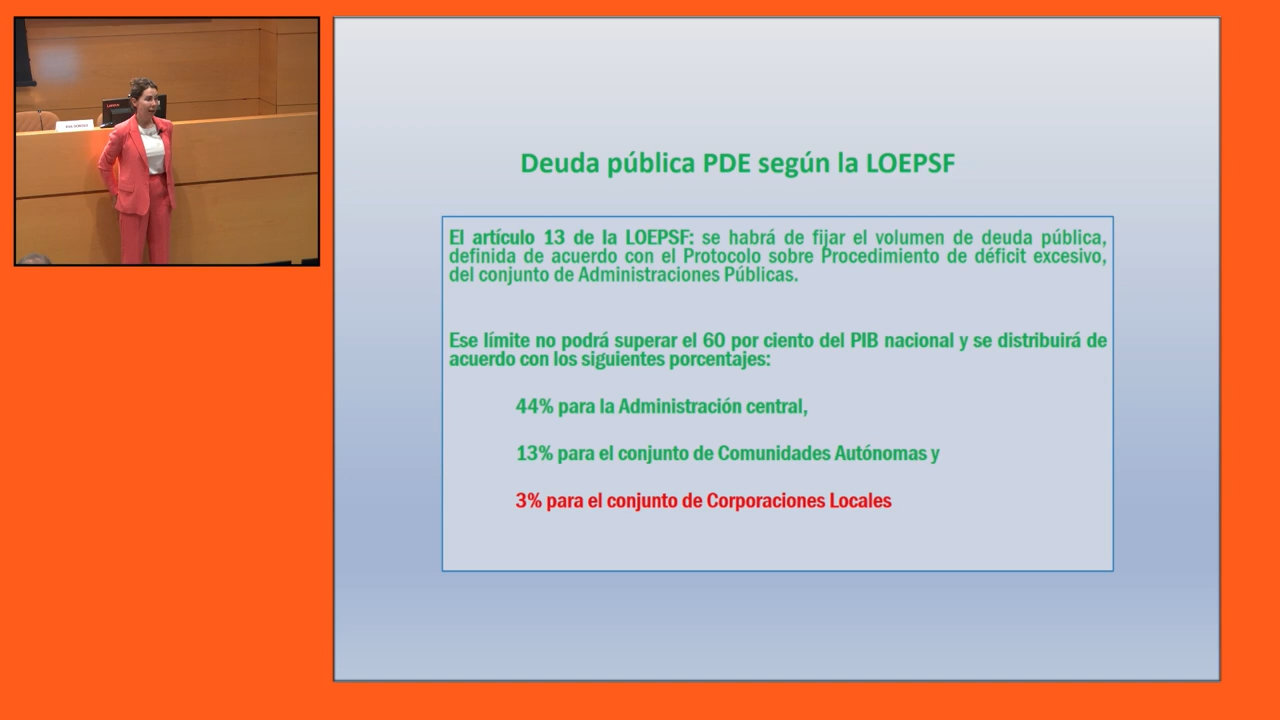 Deuda pública PDE según la LOEPSF
El artículo 13 de la LOEPSF: se habrá de fijar el volumen de deuda pública,
definida de acuerdo con el Protocolo sobre Procedimiento de déficit excesivo,
del conjunto de Administraciones Públicas.
Ese límite no podrá superar el 60 por ciento del PIB nacional y se distribuirá de
acuerdo con los siguientes porcentajes:
44% para la Administración central,
13% para el conjunto de Comunidades Autónomas y
3% para el conjunto de Corporaciones Locales